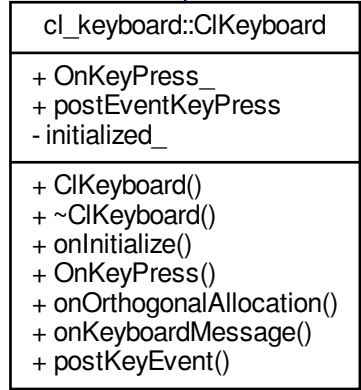 cl_keyboard::ClKeyboard
+ OnKeyPress_
+ postEventKeyPress
- initialized_
+ ClKeyboard()
+ ~ClKeyboard()
+ onInitialize()
+ OnKeyPress()
+ onOrthogonalAllocation()
+ onKeyboardMessage()
+ postKeyEvent()